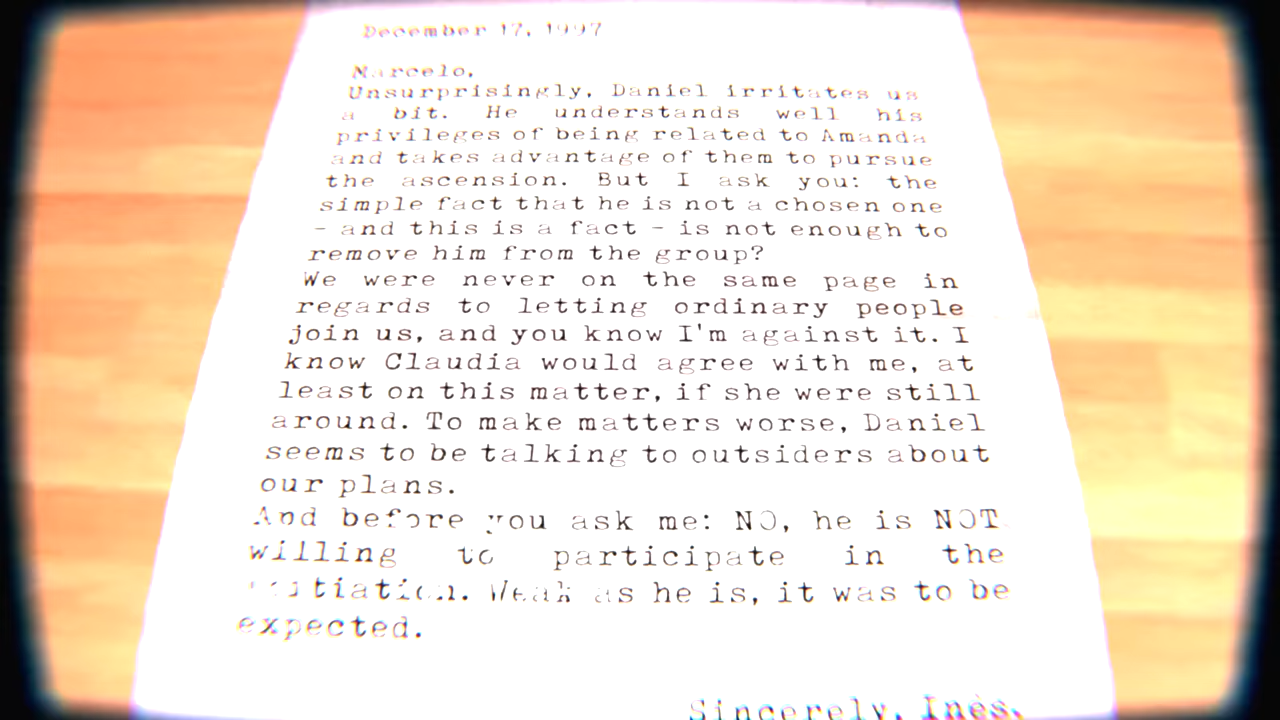 December 17, 1997
Marcelo,
Unsurprisingly, Daniel irritates us
a bit. He understands well his
privileges of being related to Amanda
and takes advantage of them to pursue
the ascension. But I ask you: the
simple fact that he is not a chosen one
- and this is a fact - is not enough to
remove him from the group?
We were never on the same page in
regards to letting ordinary people
join us, and you know I'm against it. I
know Claudia would agree with me, at
least on this matter, if she were still
around. To make matters worse, Daniel
seems to be talking to outsiders about
our plans.
And before you ask me: NO, he is NOT
willing to participate in the
initiation. Weak as he is, it was to be
expected.
Sincerely, Inês.